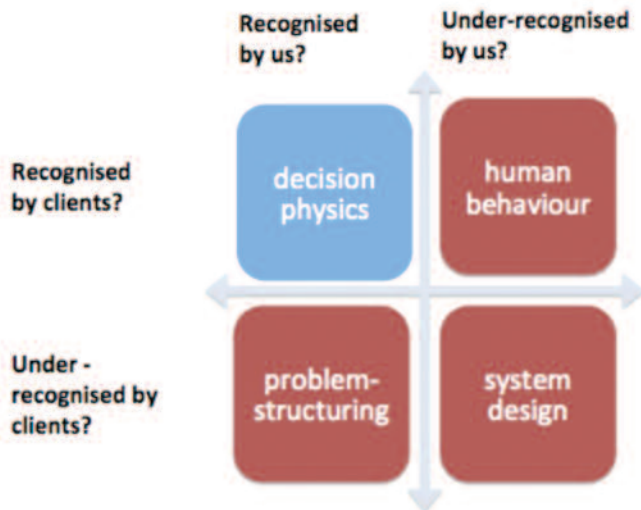 Recognised
by us?
Under-recognised
by us?
Recognised
by clients?
decision
physics
human
behaviour
Under -
recognised by
clients?
problem-
structuring
system
design